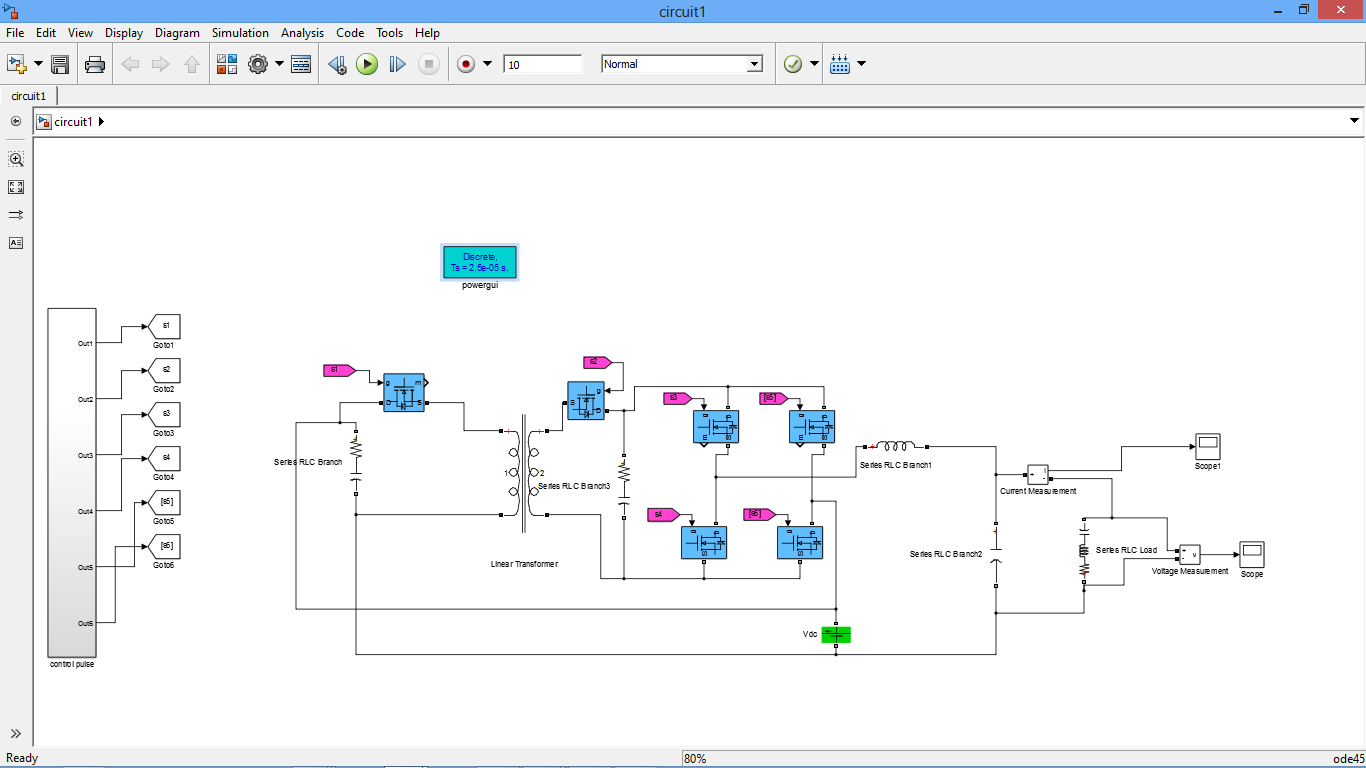 circuit1
File Edit View Display Diagram Simulation Analysis Code Tools Help
10
Normal
circuit1
circuit1
Discrete,
Ts = 2.5e-05 s.
powergui
Out1
s1
Goto1
Out2
s2
Goto2
Out3
s3
Goto3
Out4
s4
Goto4
Out5
[s5]
Goto5
Out6
[s6]
Goto6
control pulse
s1
g
m
D
S
Series RLC Branch
+
+
1
2
Linear Transformer
s2
g
S
D
Series RLC Branch3
s3
g
D
m
S
[s5]
g
D
m
S
s4
g
D
S
[s6]
g
D
S
+
Series RLC Branch1
+
Series RLC Branch2
Vdc
+
i
-
Current Measurement
Scope1
Series RLC Load
+
-
v
Voltage Measurement
Scope
Ready
80%
ode45